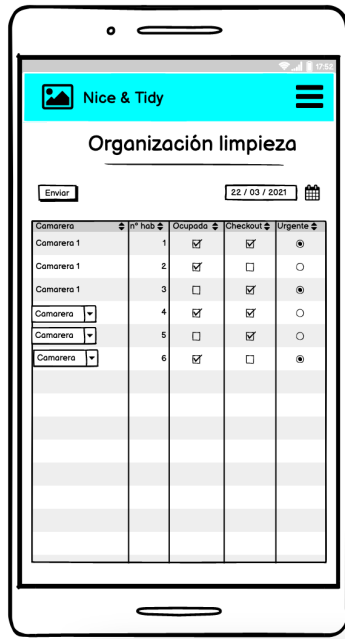 17:52
Nice & Tidy
Organización limpieza
Enviar
22 / 03 / 2021
Camarera nº hab Ocupada Checkout Urgente
Camarera 1 1
Camarera 1 2
Camarera 1 3
Camarera 4
Camarera 5
Camarera 6